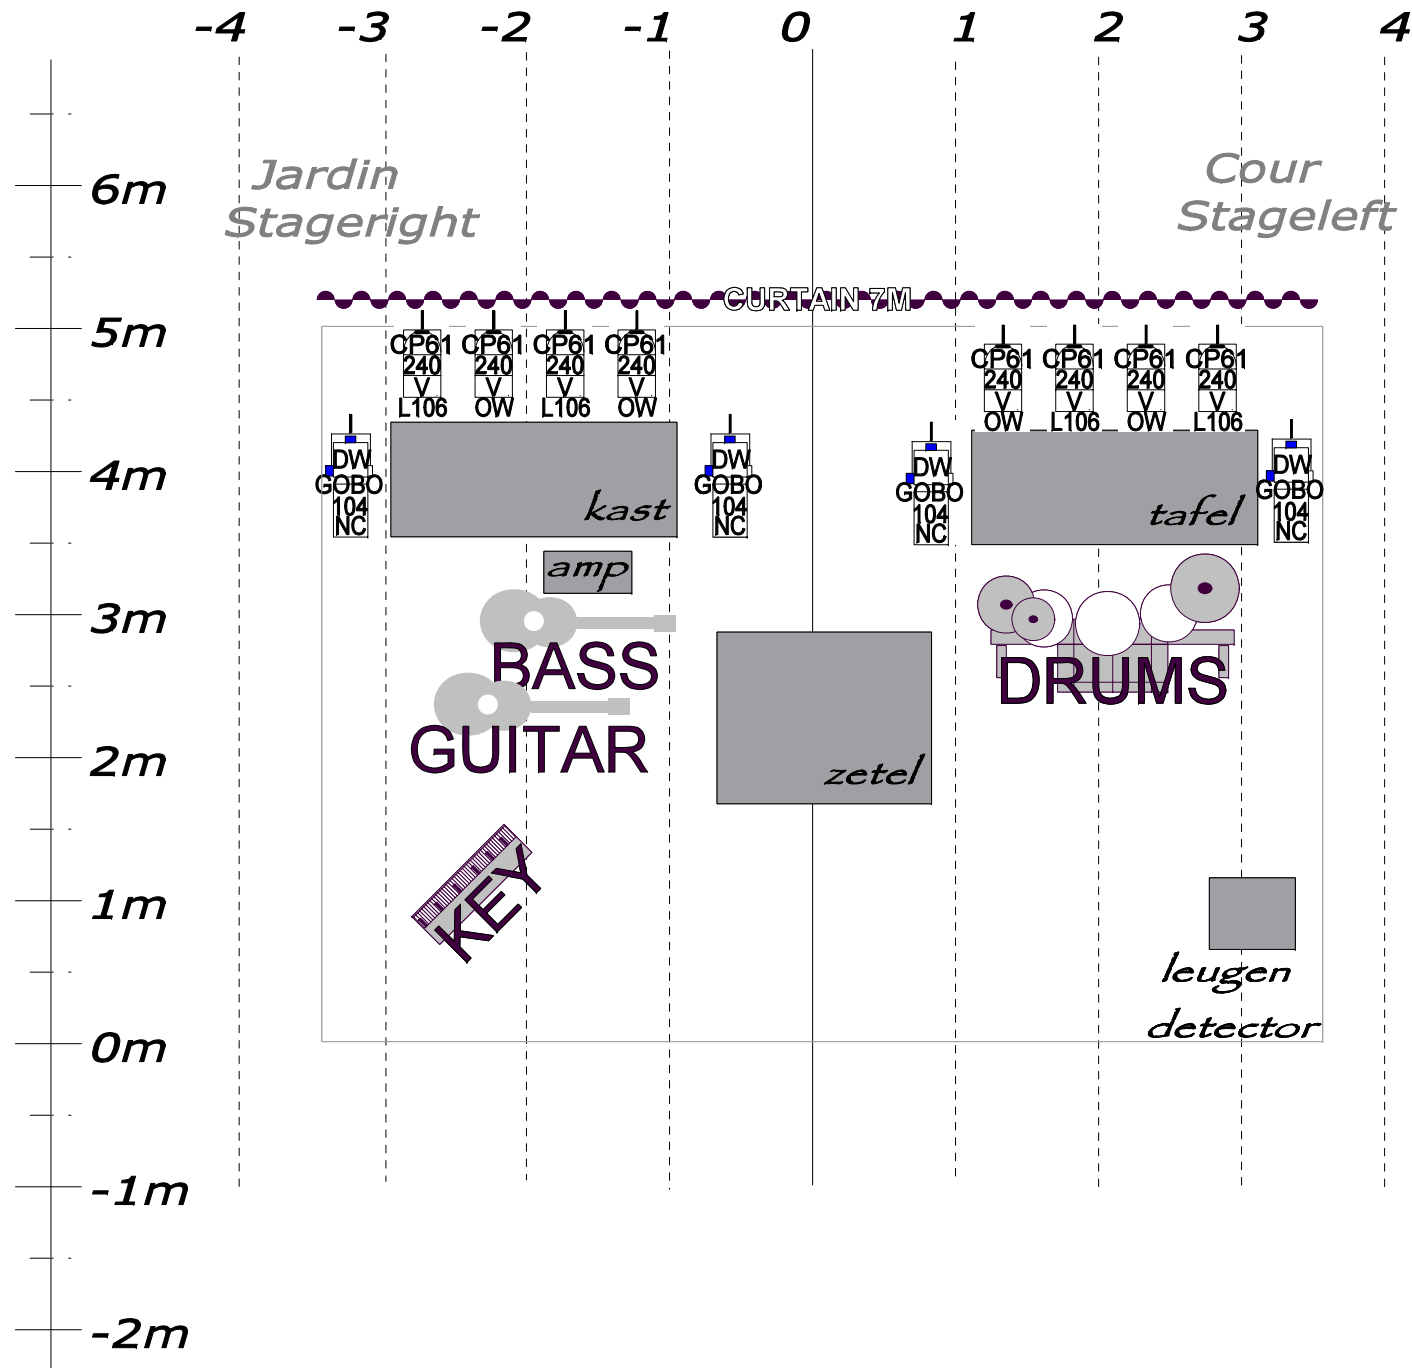 -4 -3 -2 -1 0 1 2 3 4
Jardin
Stageright
Cour
Stageleft
6m
CURTAIN 7M
5m
CP61 CP61 CP61 CP61
240 240 240 240
V V V V
L106 OW L106 OW
CP61 CP61 CP61 CP61
240 240 240 240
V V V V
OW L106 OW L106
4m
DW
GOBO
104
NC
kast
DW
GOBO
104
NC
DW
GOBO
104
NC
tafel
DW
GOBO
104
NC
amp
3m
BASS
DRUMS
GUITAR
2m
zetel
KEY
1m
leugen
detector
0m
-1m
-2m